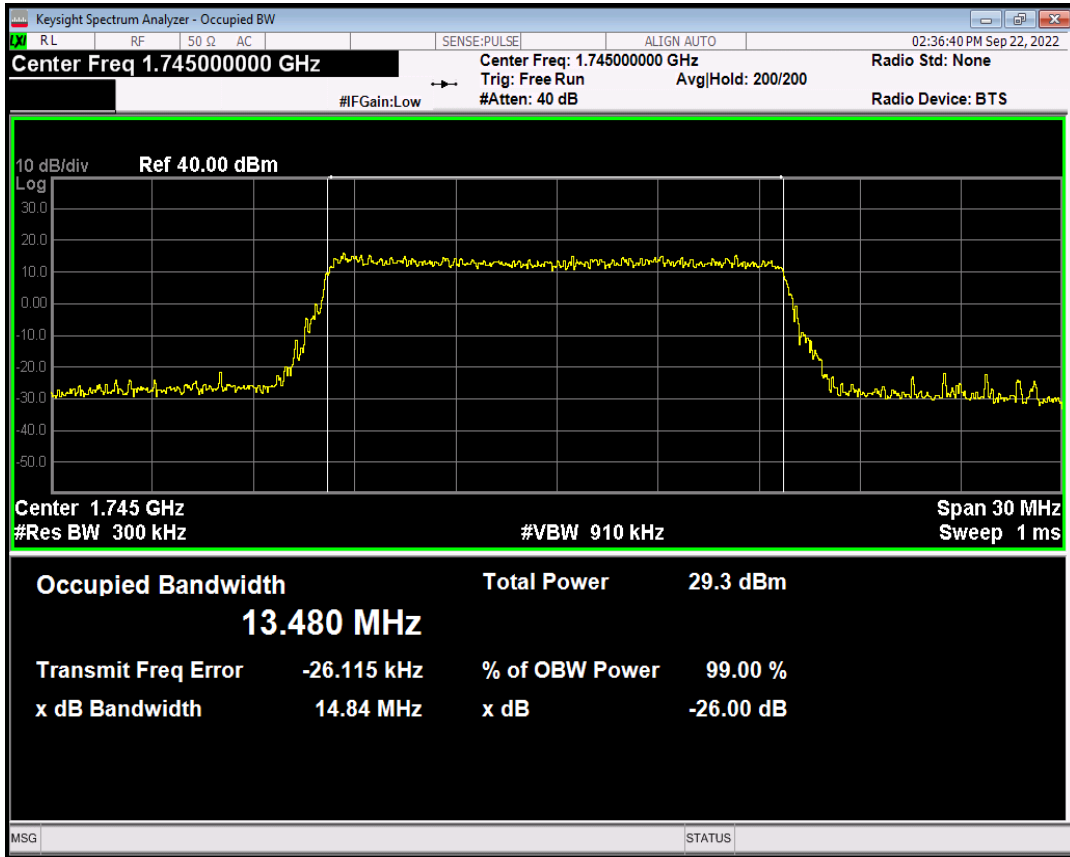 Keysight Spectrum Analyzer - Occupied BW
LXI RL RF 50 Ω AC SENSE:PULSE ALIGN AUTO 02:36:40 PM Sep 22, 2022
Center Freq 1.745000000 GHz Center Freq: 1.745000000 GHz Radio Std: None
Trig: Free Run Avg|Hold: 200/200
#IFGain:Low #Atten: 40 dB Radio Device: BTS
10 dB/div Ref 40.00 dBm
Log
30.0
20.0
10.0
0.00
-10.0
-20.0
-30.0
-40.0
-50.0
Center 1.745 GHz Span 30 MHz
#Res BW 300 kHz #VBW 910 kHz Sweep 1 ms
Occupied Bandwidth Total Power 29.3 dBm
13.480 MHz
Transmit Freq Error -26.115 kHz % of OBW Power 99.00 %
x dB Bandwidth 14.84 MHz x dB -26.00 dB
MSG STATUS